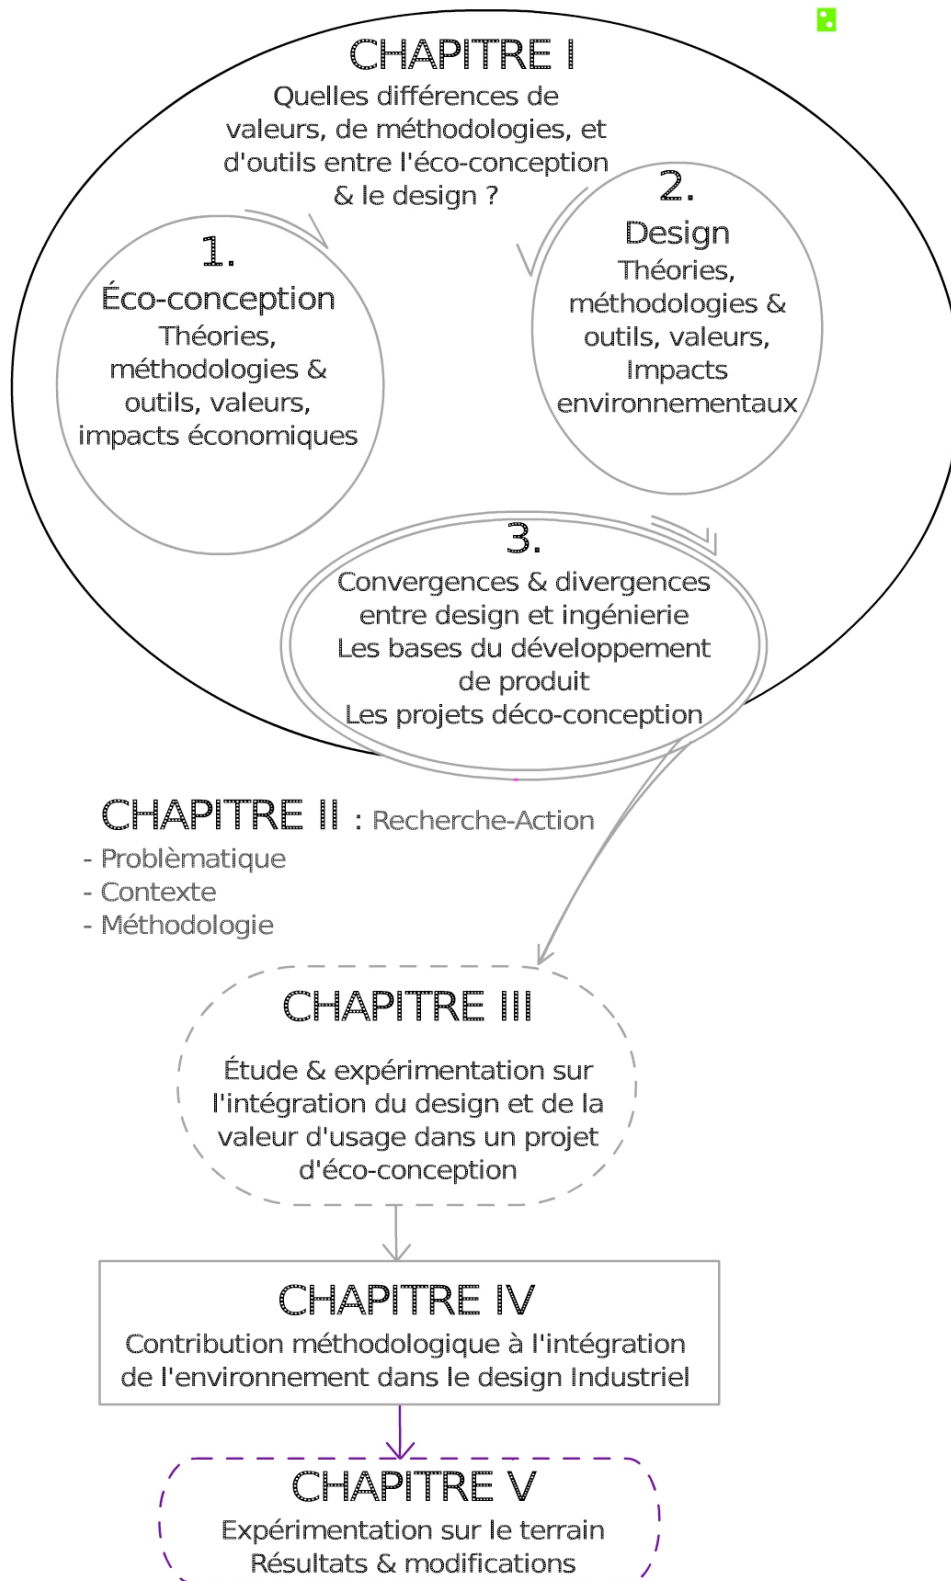 CHAPITRE I
Quelles différences de
valeurs, de méthodologies, et
d'outils entre l'éco-conception
& le design ?
1.
Éco-conception
Théories,
méthodologies &
outils, valeurs,
impacts économiques
2.
Design
Théories,
méthodologies &
outils, valeurs,
Impacts
environnementaux
3.
Convergences & divergences
entre design et ingénierie
Les bases du développement
de produit
Les projets déco-conception
CHAPITRE II : Recherche-Action
- Problèmatique
- Contexte
- Méthodologie
CHAPITRE III
Étude & expérimentation sur
l'intégration du design et de la
valeur d'usage dans un projet
d'éco-conception
CHAPITRE IV
Contribution méthodologique à l'intégration
de l'environnement dans le design Industriel
CHAPITRE V
Expérimentation sur le terrain
Résultats & modifications